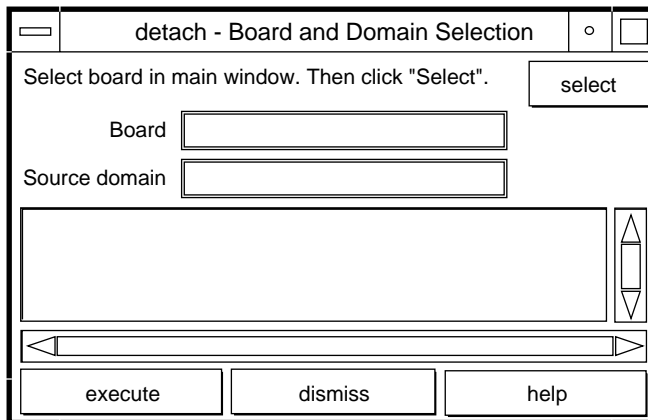 detach - Board and Domain Selection
Select board in main window. Then click "Select".
select
Board
Source domain
execute
dismiss
help